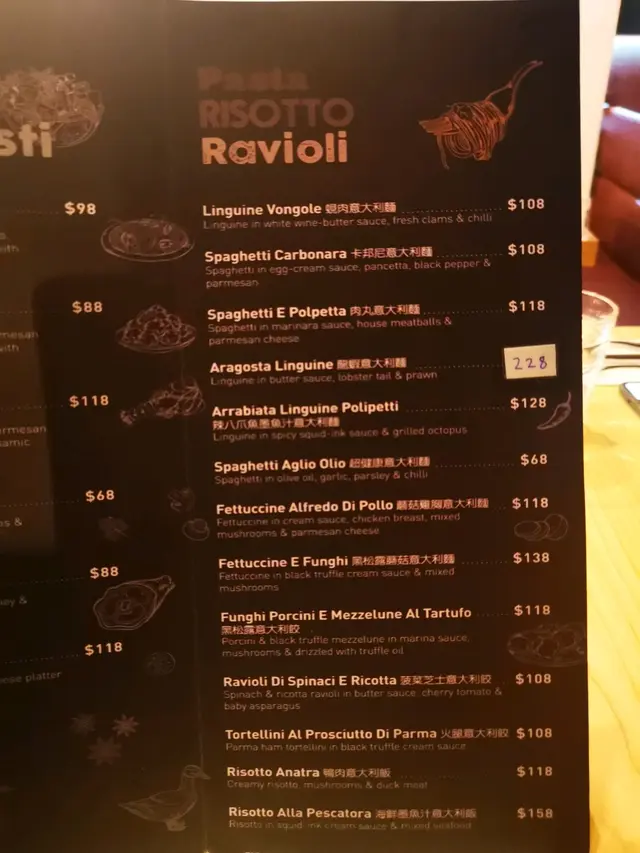 sti
$98
with
$88
mesan
with
$118
armesan
amic
$68
s &
$88
ey &
$118
ese platter
Pasta
RISOTTO
Ravioli
Linguine Vongole 蜆肉意大利麵 $108
Linguine in white wine-butter sauce, fresh clams & chilli
Spaghetti Carbonara 卡邦尼意大利麵 $108
Spaghetti in egg-cream sauce, pancetta, black pepper &
parmesan
Spaghetti E Polpetta 肉丸意大利麵 $118
Spaghetti in marinara sauce, house meatballs &
parmesan cheese
Aragosta Linguine 龍蝦意大利麵 228
Linguine in butter sauce, lobster tail & prawn
Arrabiata Linguine Polipetti $128
辣八爪魚墨魚汁意大利麵
Linguine in spicy squid-ink sauce & grilled octopus
Spaghetti Aglio Olio 超健康意大利麵 $68
Spaghetti in olive oil, garlic, parsley & chilli
Fettuccine Alfredo Di Pollo 蘑菇雞胸意大利麵 $118
Fettuccine in cream sauce, chicken breast, mixed
mushrooms & parmesan cheese
Fettuccine E Funghi 黑松露蘑菇意大利麵 $138
Fettuccine in black truffle cream sauce & mixed
mushrooms
Funghi Porcini E Mezzelune Al Tartufo $118
黑松露意大利餃
Porcini & black truffle mezzelune in marina sauce,
mushrooms & drizzled with truffle oil
Ravioli Di Spinaci E Ricotta 菠菜芝士意大利餃 $108
Spinach & ricotta ravioli in butter sauce, cherry tomato &
baby asparagus
Tortellini Al Prosciutto Di Parma 火腿意大利餃 $108
Parma ham tortellini in black truffle cream sauce
Risotto Anatra 鴨肉意大利飯 $118
Creamy risotto, mushrooms & duck meat
Risotto Alla Pescatora 海鮮墨魚汁意大利飯 $158
Risotto in squid-ink cream sauce & mixed seafood